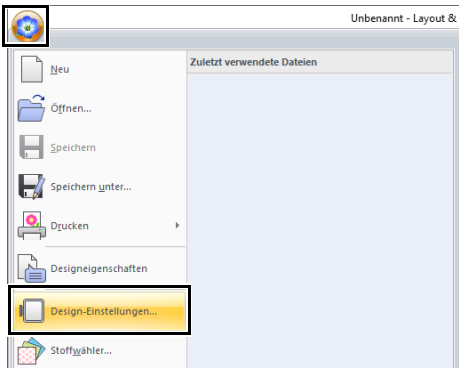 Unbenannt - Layout &
Zuletzt verwendete Dateien
Neu
Öffnen...
Speichern
Speichern unter...
Drucken
Designeigenschaften
Design-Einstellungen...
Stoffwähler...